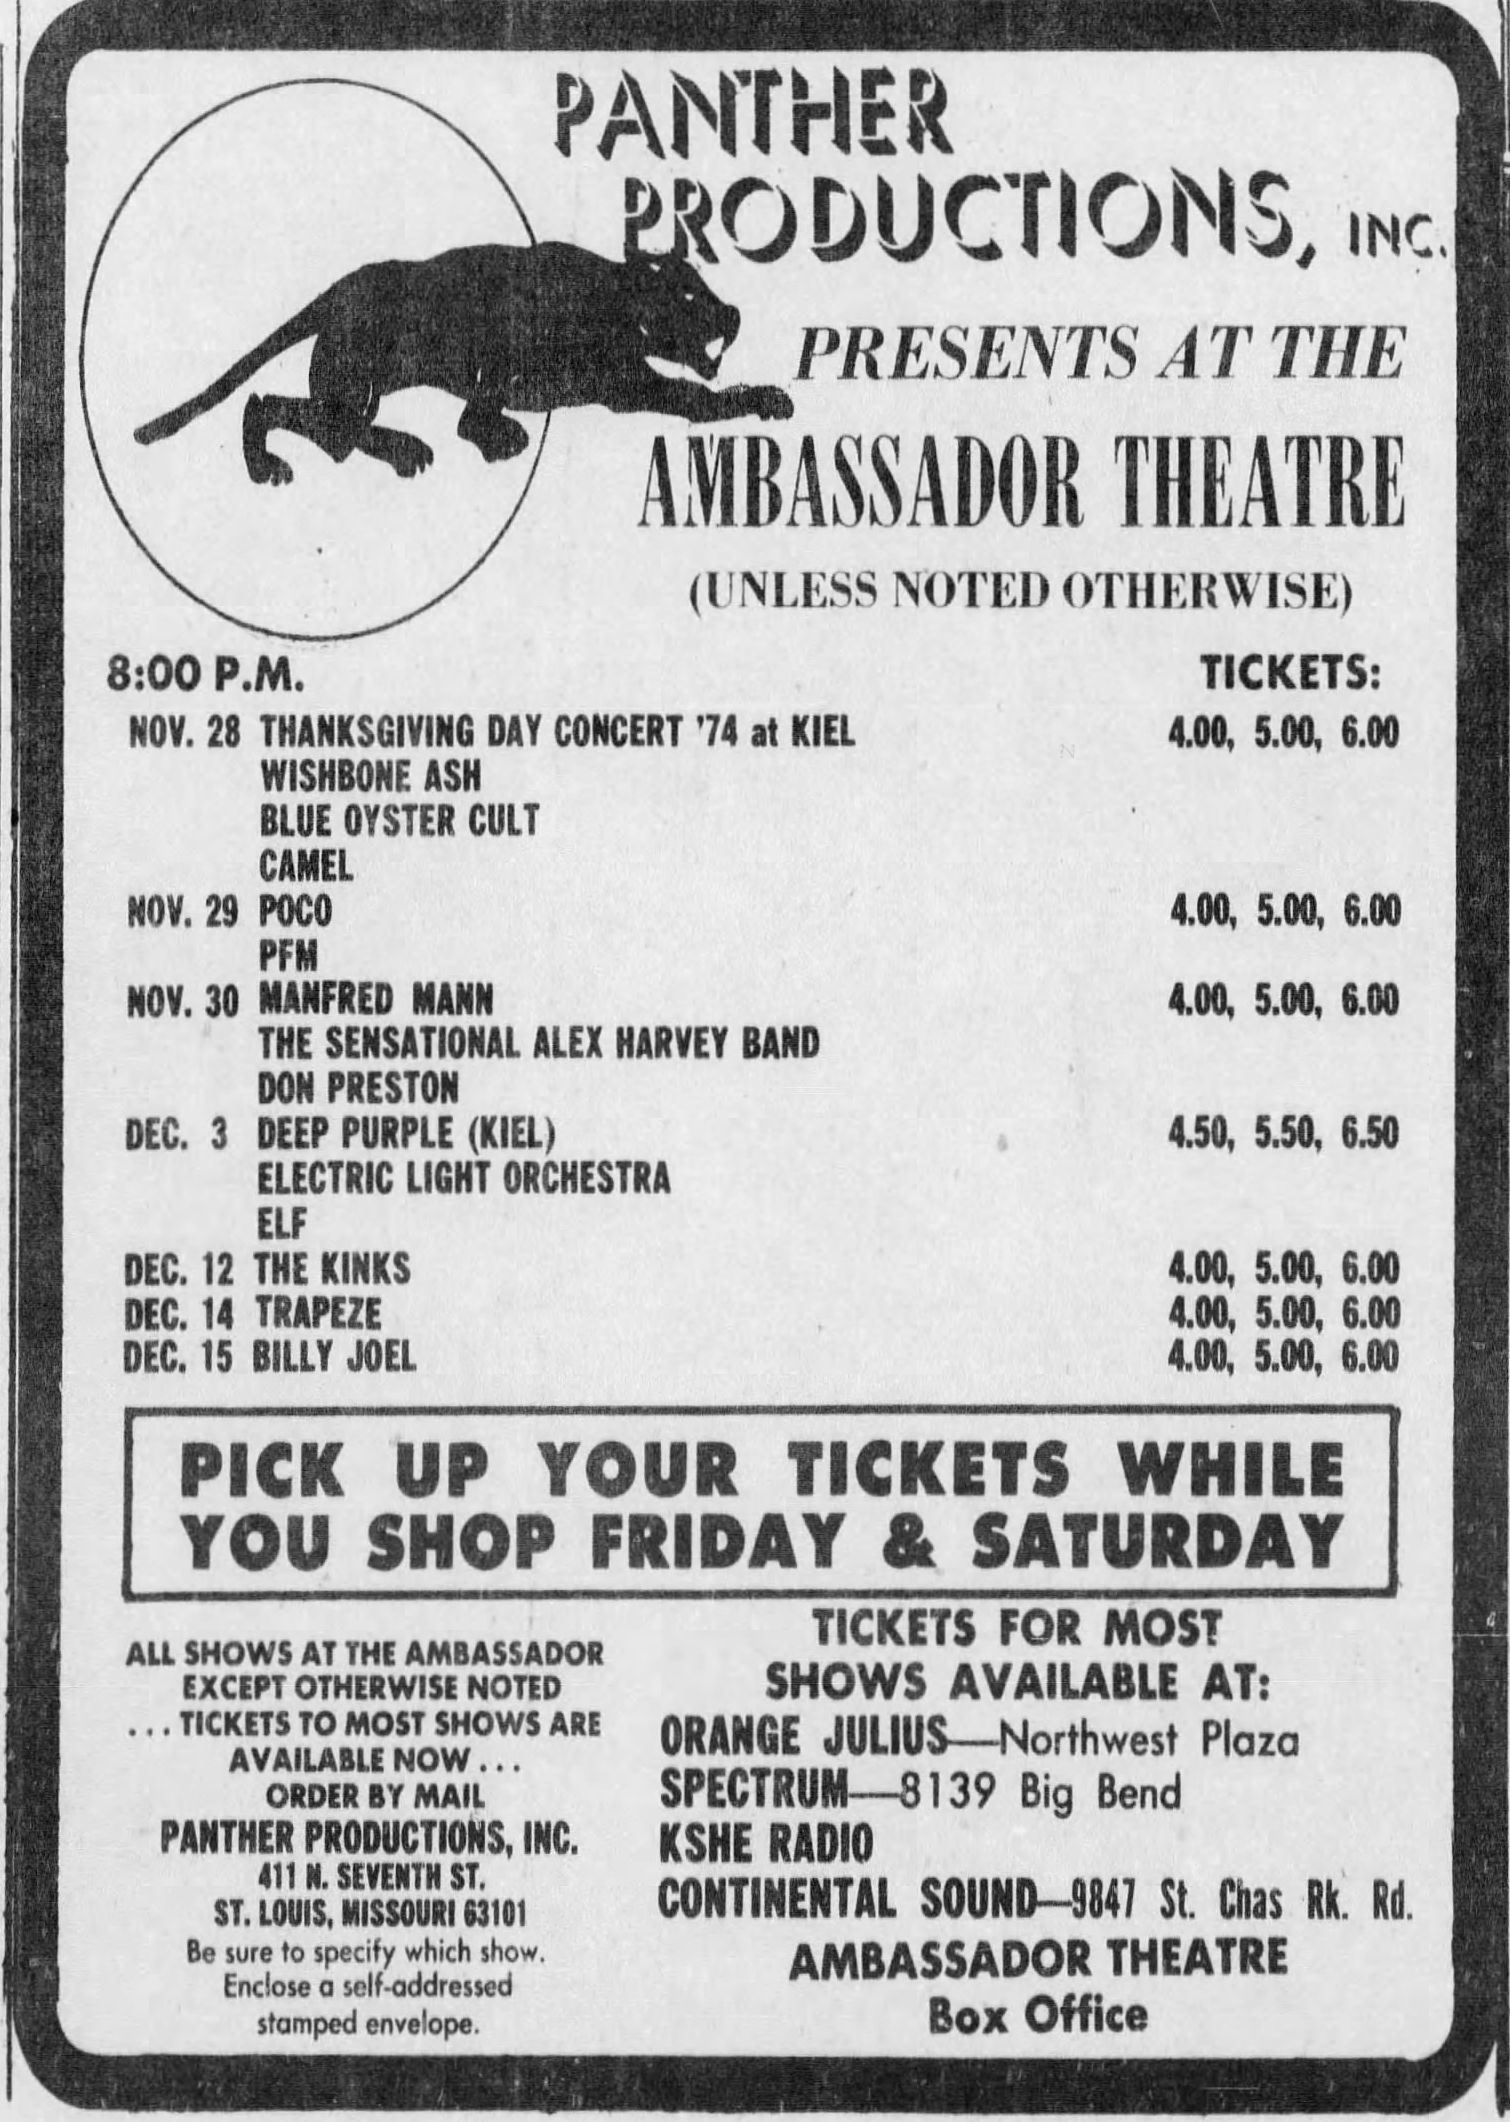 PANTHER
PRODUCTIONS, INC.
PRESENTS AT THE
AMBASSADOR THEATRE
(UNLESS NOTED OTHERWISE)
8:00 P.M. TICKETS:
NOV. 28 THANKSGIVING DAY CONCERT '74 at KIEL 4.00, 5.00, 6.00
WISHBONE ASH
BLUE OYSTER CULT
CAMEL
NOV. 29 POCO 4.00, 5.00, 6.00
PFM
NOV. 30 MANFRED MANN 4.00, 5.00, 6.00
THE SENSATIONAL ALEX HARVEY BAND
DON PRESTON
DEC. 3 DEEP PURPLE (KIEL) 4.50, 5.50, 6.50
ELECTRIC LIGHT ORCHESTRA
ELF
DEC. 12 THE KINKS 4.00, 5.00, 6.00
DEC. 14 TRAPEZE 4.00, 5.00, 6.00
DEC. 15 BILLY JOEL 4.00, 5.00, 6.00
PICK UP YOUR TICKETS WHILE
YOU SHOP FRIDAY & SATURDAY
ALL SHOWS AT THE AMBASSADOR
EXCEPT OTHERWISE NOTED
... TICKETS TO MOST SHOWS ARE
AVAILABLE NOW ...
ORDER BY MAIL
PANTHER PRODUCTIONS, INC.
411 N. SEVENTH ST.
ST. LOUIS, MISSOURI 63101
Be sure to specify which show.
Enclose a self-addressed
stamped envelope.
TICKETS FOR MOST
SHOWS AVAILABLE AT:
ORANGE JULIUS—Northwest Plaza
SPECTRUM—8139 Big Bend
KSHE RADIO
CONTINENTAL SOUND—9847 St. Chas Rk. Rd.
AMBASSADOR THEATRE
Box Office